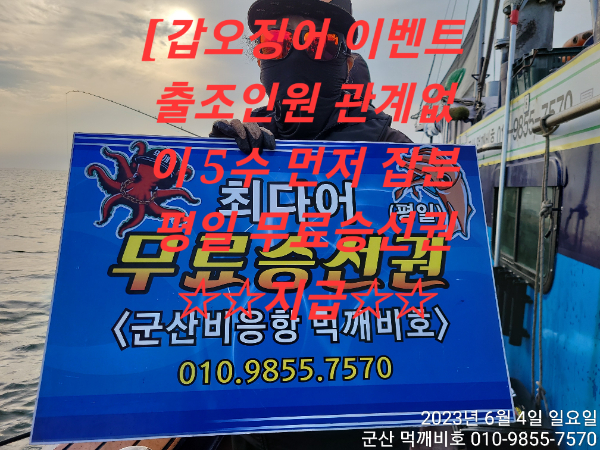 [갑오징어 이벤트
출조인원 관계없
이 5수 먼저 잡분
평일 무료승선권
☆☆지급☆☆
최다어
(평일)
무료승선권
<군산비응항 먹깨비호>
010.9855.7570
9855-7570
2023년 6월 4일 일요일
군산 먹깨비호 010-9855-7570